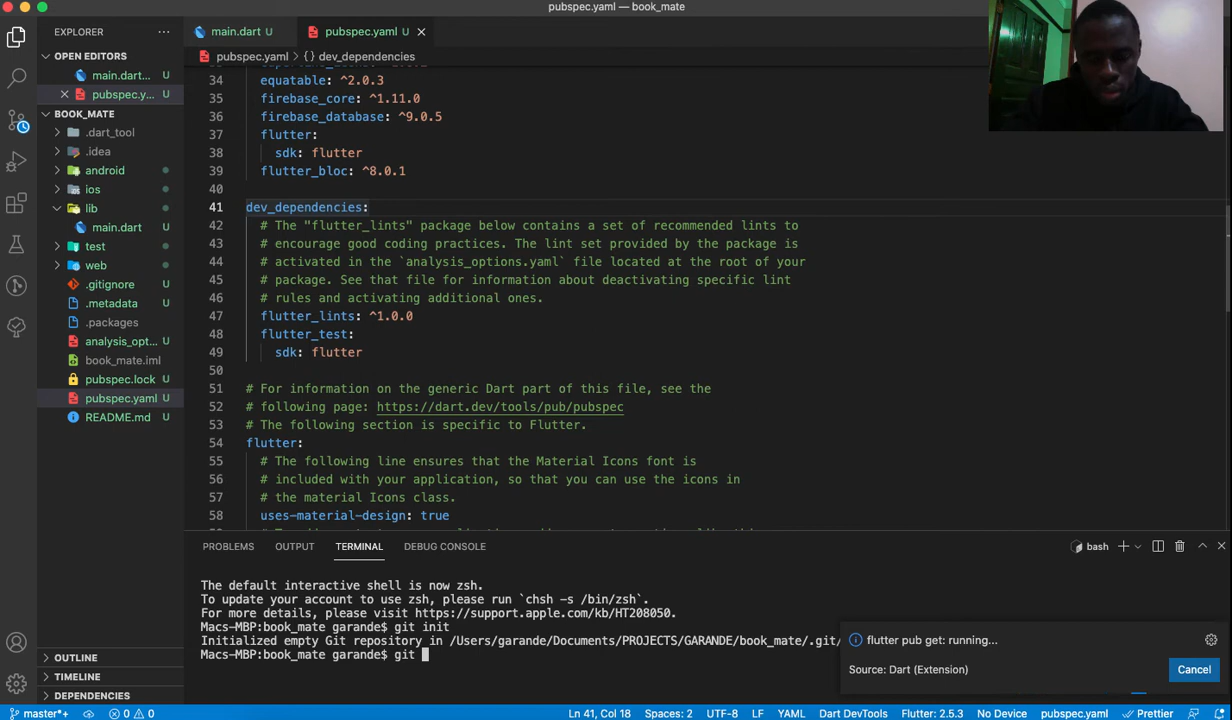 pubspec.yaml — book_mate
EXPLORER
OPEN EDITORS
main.dart... U
pubspec.y... U
BOOK_MATE
.dart_tool
.idea
android
ios
lib
main.dart U
test
web
.gitignore U
.metadata U
.packages
analysis_opt... U
book_mate.iml
pubspec.lock U
pubspec.yaml U
README.md U
OUTLINE
TIMELINE
DEPENDENCIES
main.dart U
pubspec.yaml U
pubspec.yaml > {} dev_dependencies
34 equatable: ^2.0.3
35 firebase_core: ^1.11.0
36 firebase_database: ^9.0.5
37 flutter:
38 sdk: flutter
39 flutter_bloc: ^8.0.1
40
41 dev_dependencies:
42 # The "flutter_lints" package below contains a set of recommended lints to
43 # encourage good coding practices. The lint set provided by the package is
44 # activated in the `analysis_options.yaml` file located at the root of your
45 # package. See that file for information about deactivating specific lint
46 # rules and activating additional ones.
47 flutter_lints: ^1.0.0
48 flutter_test:
49 sdk: flutter
50
51 # For information on the generic Dart part of this file, see the
52 # following page: https://dart.dev/tools/pub/pubspec
53 # The following section is specific to Flutter.
54 flutter:
55 # The following line ensures that the Material Icons font is
56 # included with your application, so that you can use the icons in
57 # the material Icons class.
58 uses-material-design: true
PROBLEMS OUTPUT TERMINAL DEBUG CONSOLE
bash
The default interactive shell is now zsh.
To update your account to use zsh, please run `chsh -s /bin/zsh`.
For more details, please visit https://support.apple.com/kb/HT208050.
Macs-MBP:book_mate garande$ git init
Initialized empty Git repository in /Users/garande/Documents/PROJECTS/GARANDE/book_mate/.git/
Macs-MBP:book_mate garande$ git
flutter pub get: running...
Source: Dart (Extension)
Cancel
master*+ 0 0 Ln 41, Col 18 Spaces: 2 UTF-8 LF YAML Dart DevTools Flutter: 2.5.3 No Device pubspec.yaml Prettier